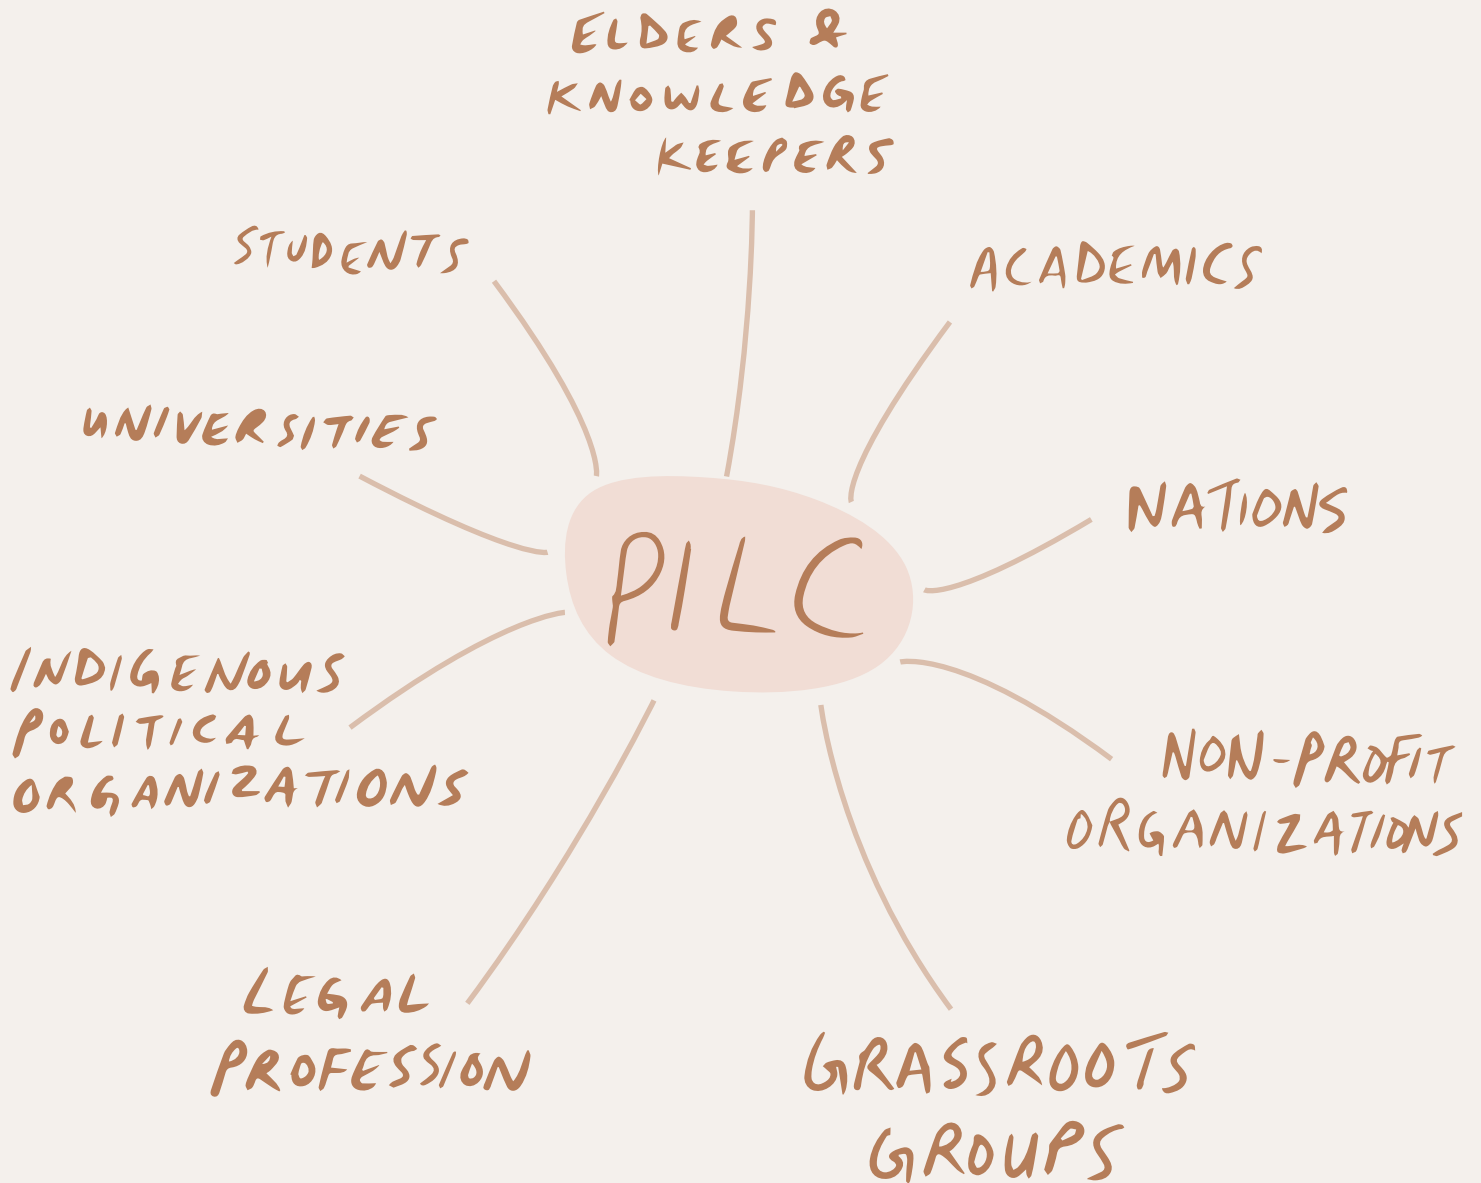 ELDERS &
KNOWLEDGE
KEEPERS
STUDENTS
ACADEMICS
UNIVERSITIES
NATIONS
PILC
INDIGENOUS
POLITICAL
ORGANIZATIONS
NON-PROFIT
ORGANIZATIONS
LEGAL
PROFESSION
GRASSROOTS
GROUPS